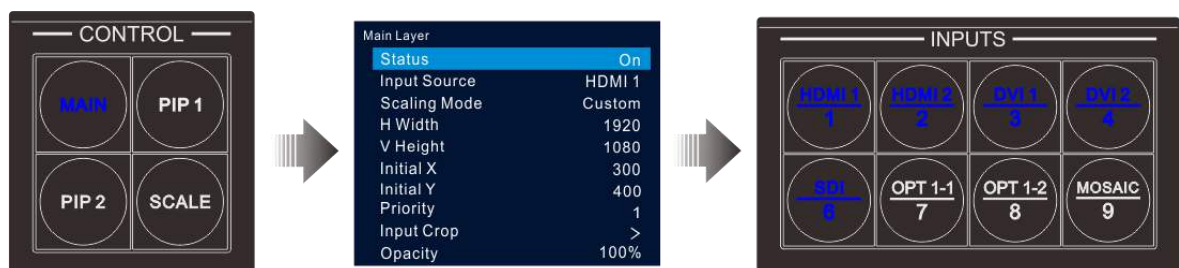 CONTROL
MAIN
PIP 1
PIP 2
SCALE
Main Layer
Status On
Input Source HDMI 1
Scaling Mode Custom
H Width 1920
V Height 1080
Initial X 300
Initial Y 400
Priority 1
Input Crop >
Opacity 100%
INPUTS
HDMI 1
1
HDMI 2
2
DVI 1
3
DVI 2
4
SDI
6
OPT 1-1
7
OPT 1-2
8
MOSAIC
9